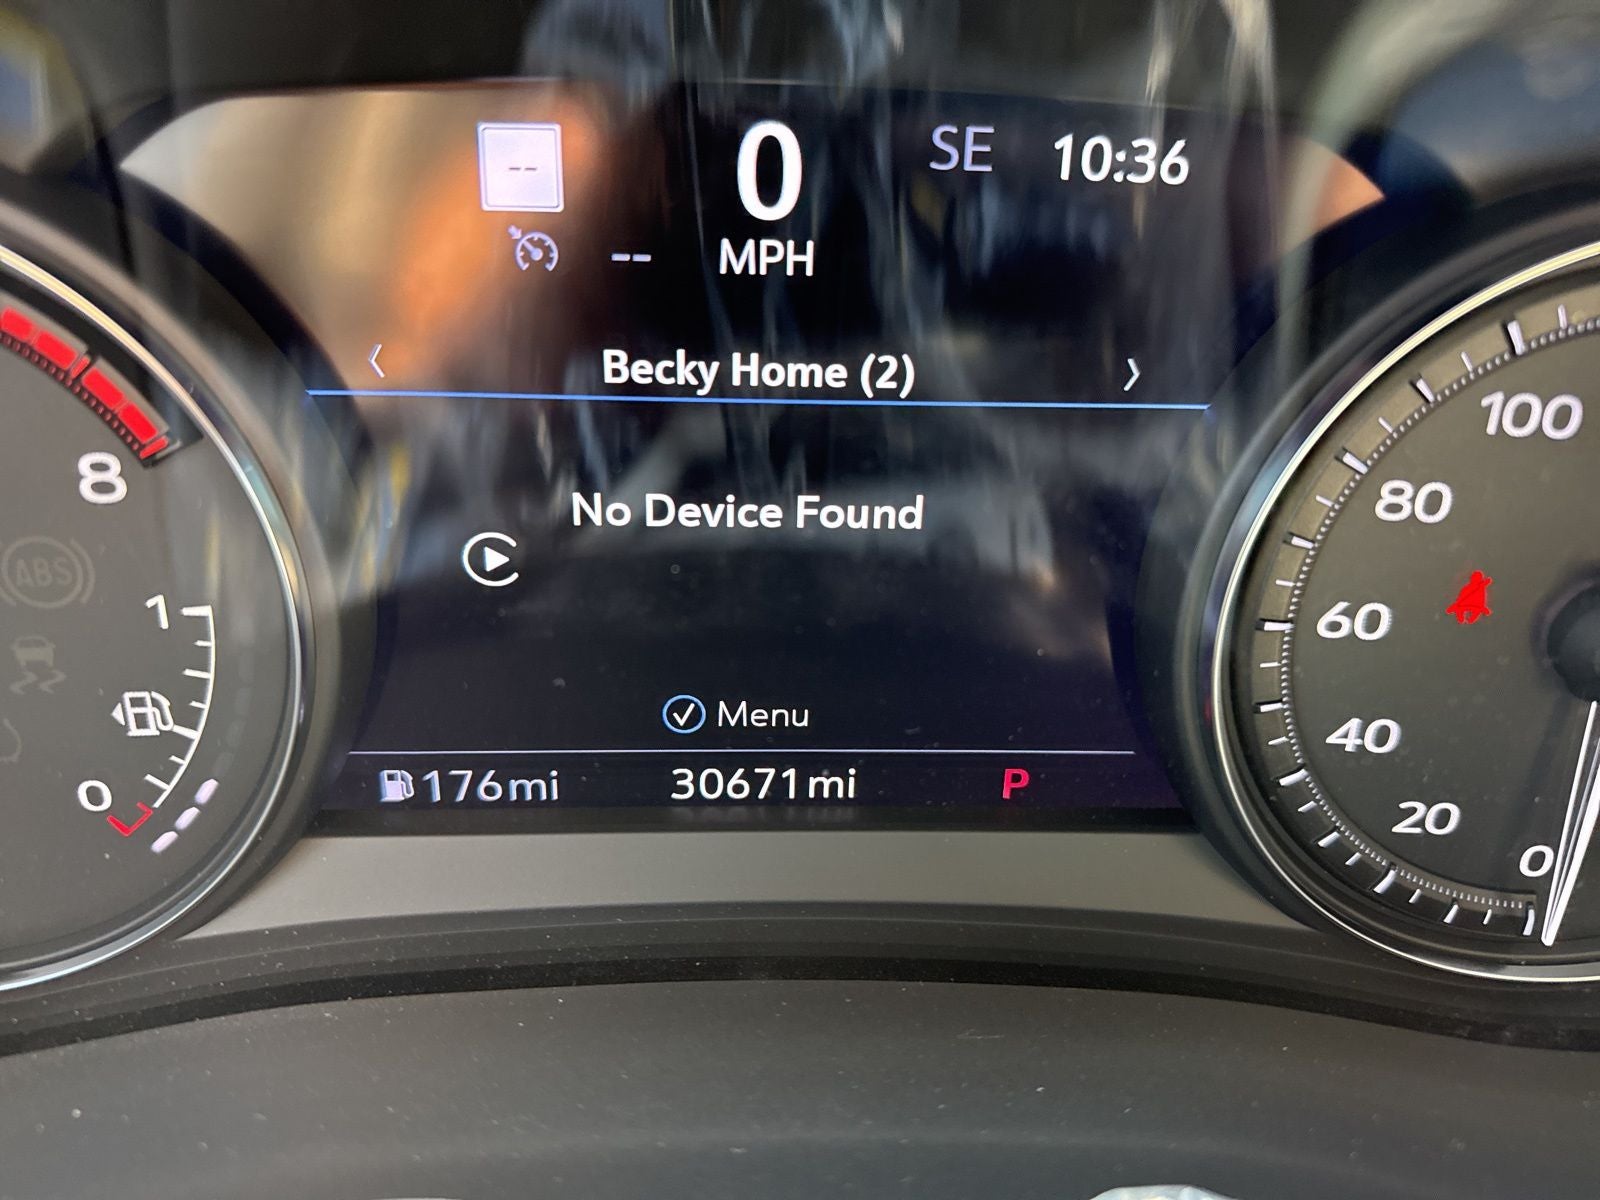 --
0
SE
10:36
--
MPH
Becky Home (2)
No Device Found
Menu
176mi
30671mi
P
8
ABS
1
0
100
80
60
40
20
0